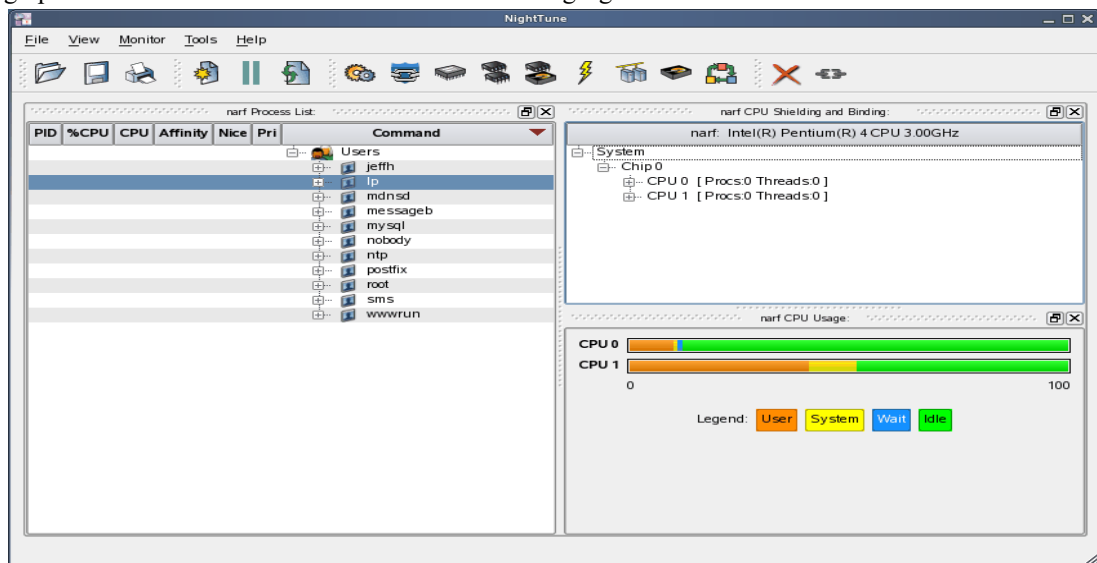 NightTune
File View Monitor Tools Help
narf Process List:
PID %CPU CPU Affinity Nice Pri Command
Users
jeffh
lp
mdnsd
messageb
mysql
nobody
ntp
postfix
root
sms
wwwrun
narf CPU Shielding and Binding:
narf: Intel(R) Pentium(R) 4 CPU 3.00GHz
System
Chip 0
CPU 0 [ Procs:0 Threads:0 ]
CPU 1 [ Procs:0 Threads:0 ]
narf CPU Usage:
CPU 0
CPU 1
0 100
Legend: User System Wait Idle